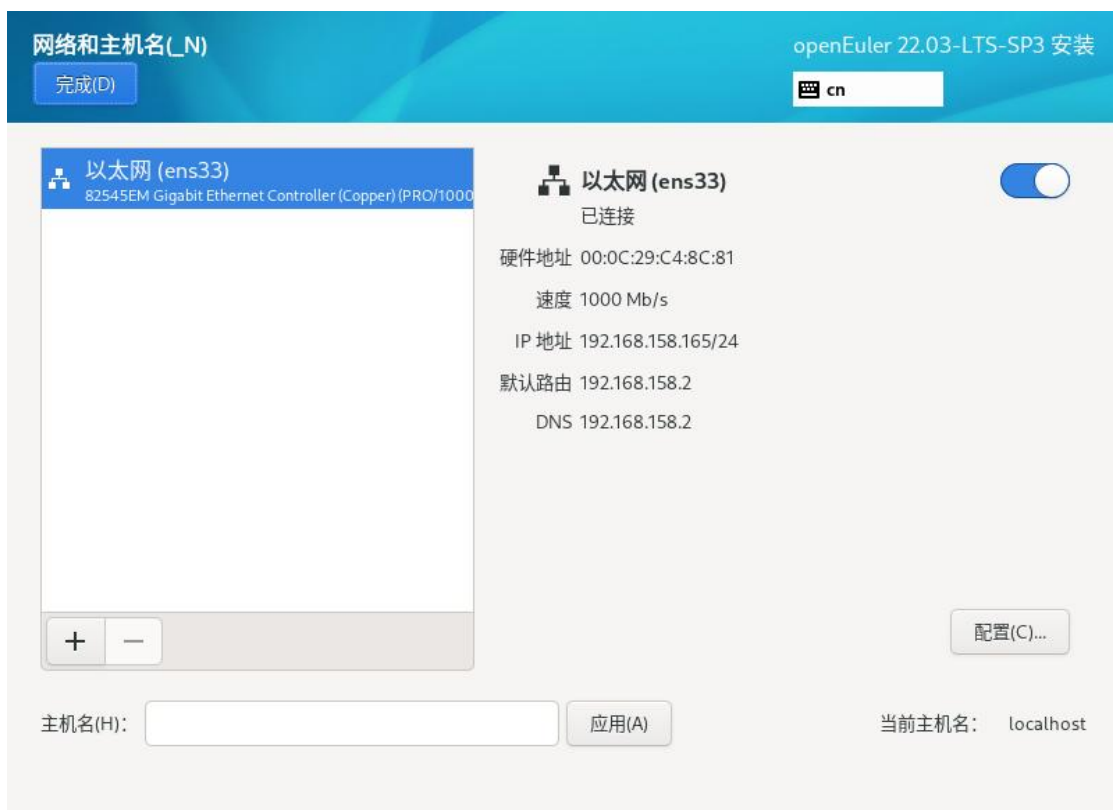 网络和主机名(_N)
openEuler 22.03-LTS-SP3 安装
完成(D)
cn
以太网 (ens33)
82545EM Gigabit Ethernet Controller (Copper) (PRO/1000
以太网 (ens33)
已连接
硬件地址 00:0C:29:C4:8C:81
速度 1000 Mb/s
IP 地址 192.168.158.165/24
默认路由 192.168.158.2
DNS 192.168.158.2
+ −
配置(C)...
主机名(H): 应用(A) 当前主机名: localhost